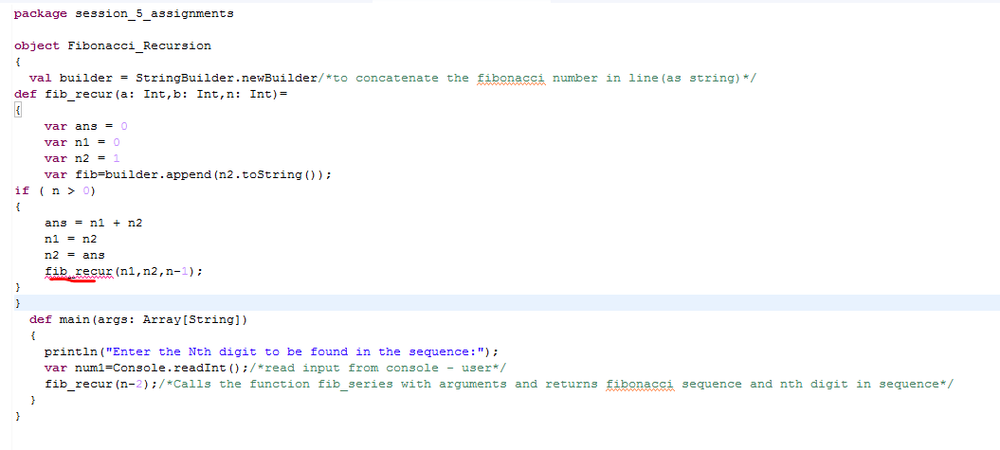 package session_5_assignments
object Fibonacci_Recursion
{
val builder = StringBuilder.newBuilder/*to concatenate the fibonacci number in line(as string)*/
def fib_recur(a: Int,b: Int,n: Int)=
{
var ans = 0
var n1 = 0
var n2 = 1
var fib=builder.append(n2.toString());
if ( n > 0)
{
ans = n1 + n2
n1 = n2
n2 = ans
fib_recur(n1,n2,n-1);
}
}
def main(args: Array[String])
{
println("Enter the Nth digit to be found in the sequence:");
var num1=Console.readInt();/*read input from console - user*/
fib_recur(n-2);/*Calls the function fib_series with arguments and returns fibonacci sequence and nth digit in sequence*/
}
}